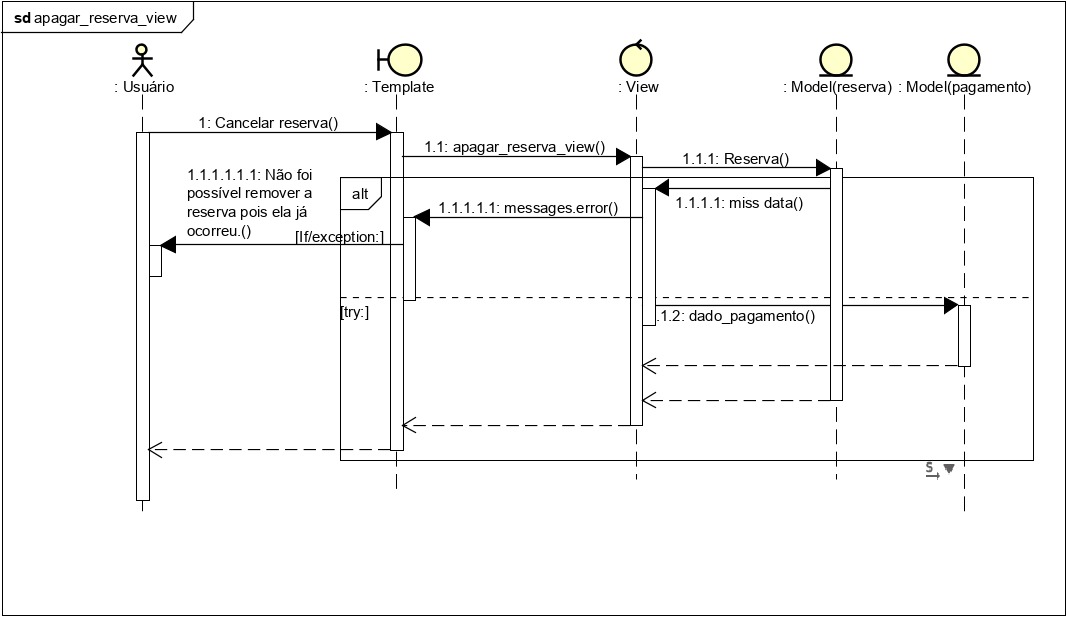 sd apagar_reserva_view
: Usuário
: Template
: View
: Model(reserva)
: Model(pagamento)
1: Cancelar reserva()
1.1: apagar_reserva_view()
1.1.1: Reserva()
alt
1.1.1.1: miss data()
1.1.1.1.1: messages.error()
1.1.1.1.1.1: Não foi
possível remover a
reserva pois ela já
ocorreu.()
[If/exception:]
[try:]
.1.2: dado_pagamento()
S